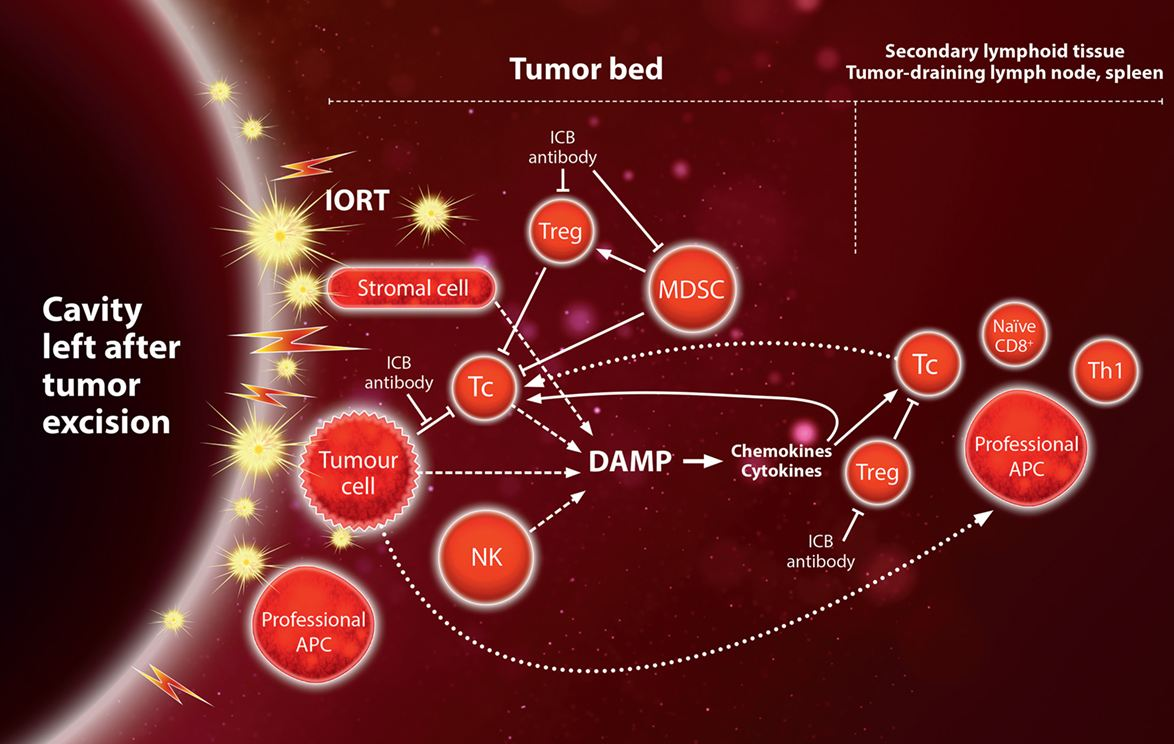 Tumor bed
Secondary lymphoid tissue
Tumor-draining lymph node, spleen
ICB
antibody
IORT
Treg
Stromal cell
MDSC
Cavity
left after
tumor
excision
ICB
antibody
Tc
Tc
Naïve
CD8⁺
Th1
Tumour
cell
DAMP
Chemokines
Cytokines
Treg
Professional
APC
NK
ICB
antibody
Professional
APC